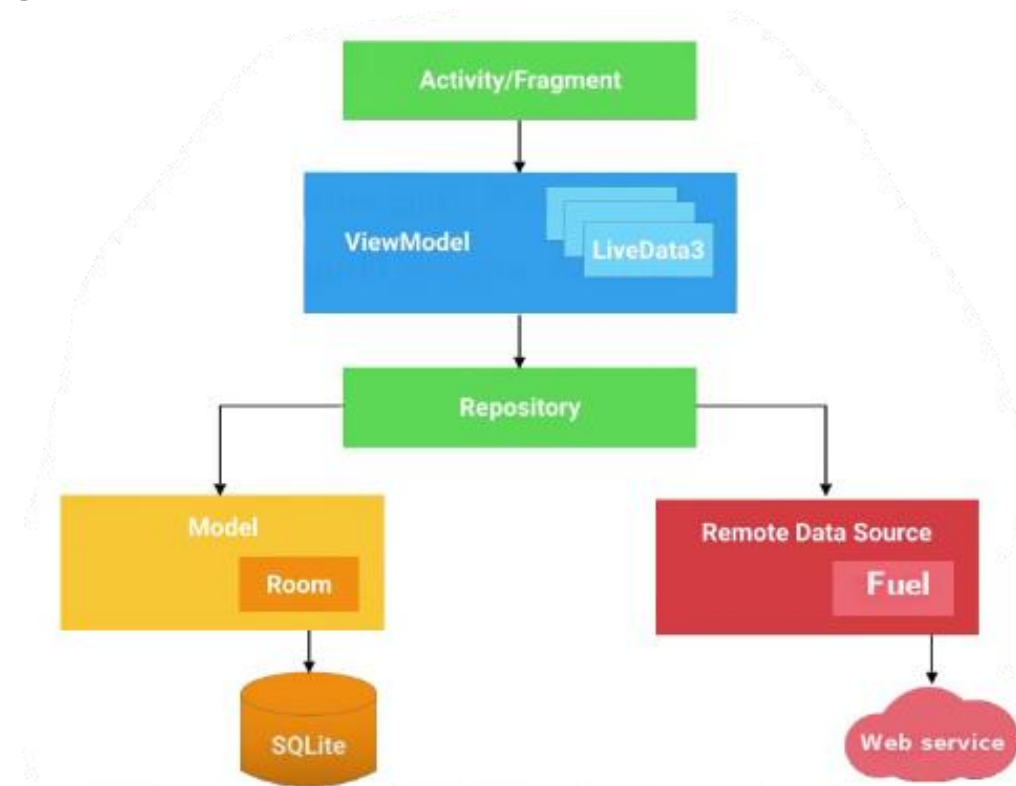 Activity/Fragment
ViewModel
LiveData3
Repository
Model
Room
Remote Data Source
Fuel
SQLite
Web service